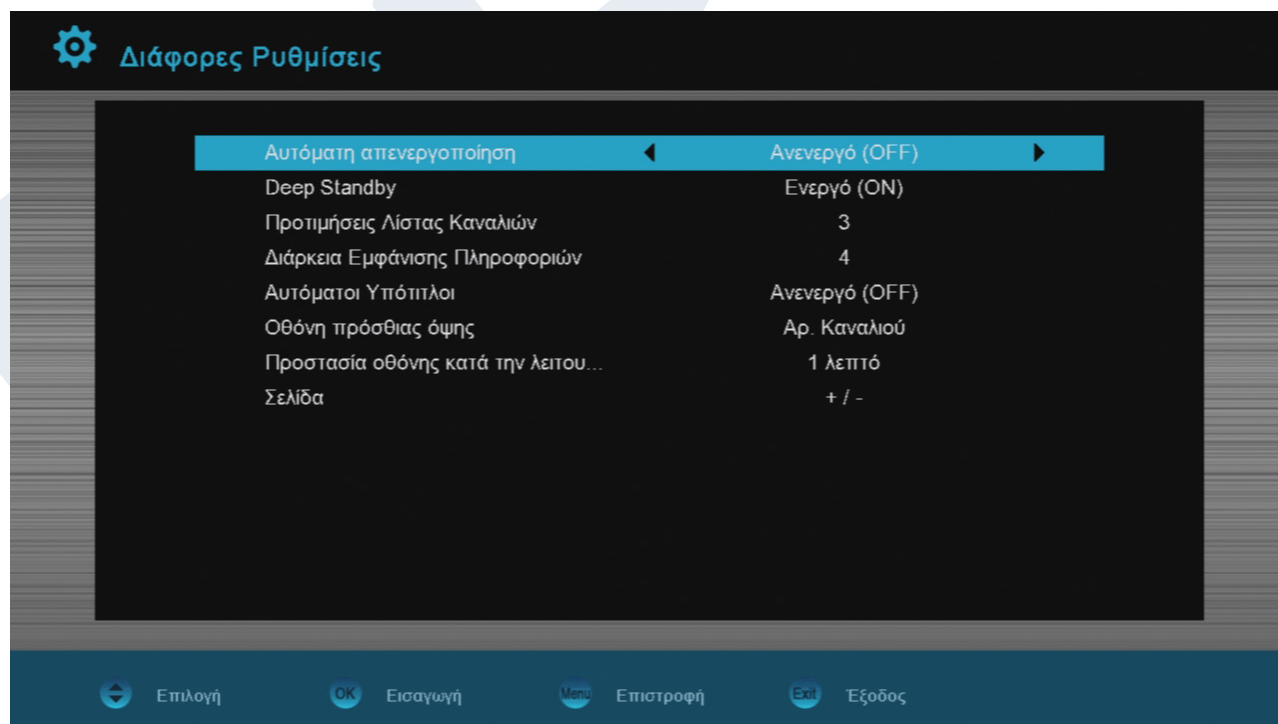 Διάφορες Ρυθμίσεις
Αυτόματη απενεργοποίηση Ανενεργό (OFF)
Deep Standby Ενεργό (ON)
Προτιμήσεις Λίστας Καναλιών 3
Διάρκεια Εμφάνισης Πληροφοριών 4
Αυτόματοι Υπότιτλοι Ανενεργό (OFF)
Οθόνη πρόσθιας όψης Αρ. Καναλιού
Προστασία οθόνης κατά την λειτου... 1 λεπτό
Σελίδα + / -
Επιλογή OK Εισαγωγή Menu Επιστροφή Exit Έξοδος